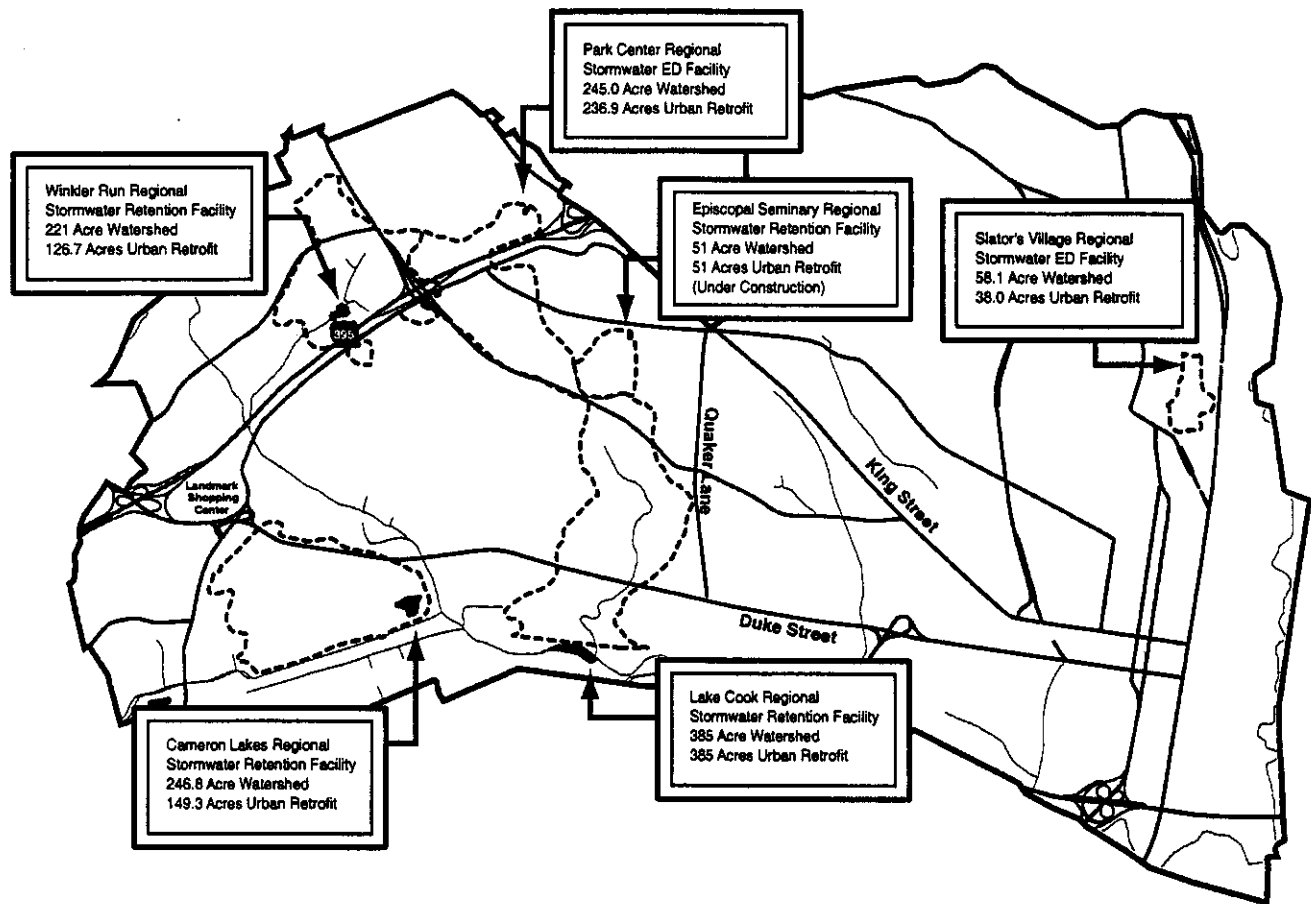 Park Center Regional
Stormwater ED Facility
245.0 Acre Watershed
236.9 Acres Urban Retrofit
Winkler Run Regional
Stormwater Retention Facility
221 Acre Watershed
126.7 Acres Urban Retrofit
Episcopal Seminary Regional
Stormwater Retention Facility
51 Acre Watershed
51 Acres Urban Retrofit
(Under Construction)
Slator's Village Regional
Stormwater ED Facility
58.1 Acre Watershed
38.0 Acres Urban Retrofit
395
Quaker Lane
King Street
Landmark
Shopping
Center
Duke Street
Lake Cook Regional
Stormwater Retention Facility
385 Acre Watershed
385 Acres Urban Retrofit
Cameron Lakes Regional
Stormwater Retention Facility
246.8 Acre Watershed
149.3 Acres Urban Retrofit